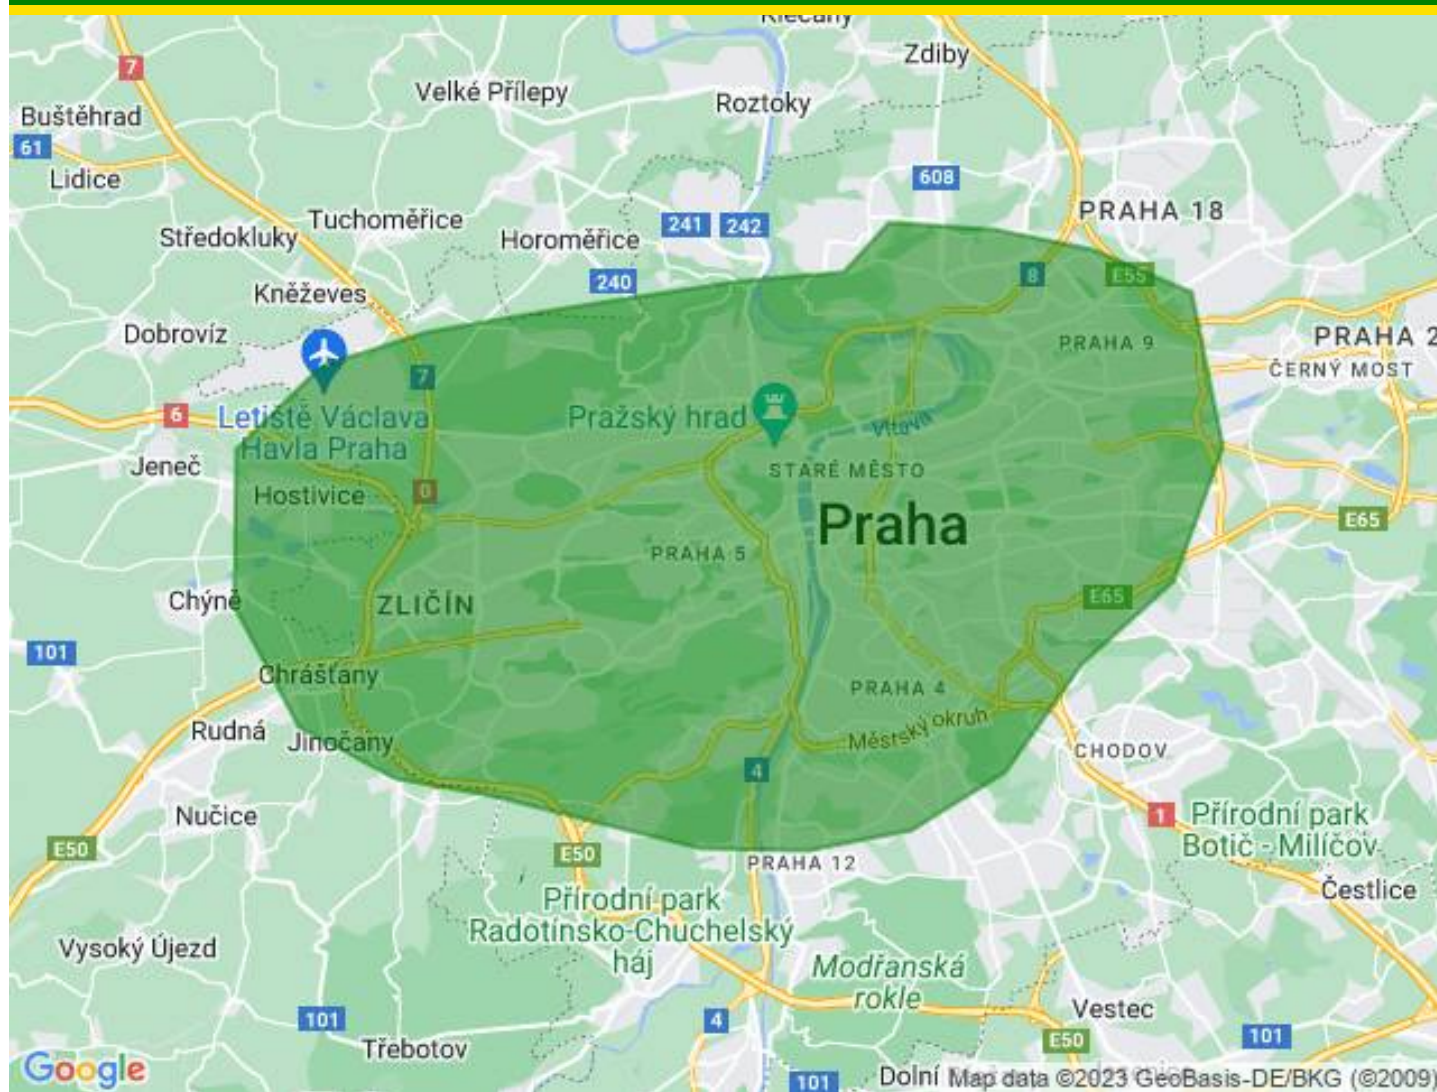 Klecany
Zdiby
7
Velké Přílepy
Roztoky
Buštěhrad
61
Lidice
608
PRAHA 18
Tuchoměřice
241
242
Středokluky
Horoměřice
240
8
E55
Kněževes
Dobrovíz
PRAHA 9
PRAHA 2
ČERNÝ MOST
7
6
Letiště Václava
Havla Praha
Pražský hrad
Vltava
Jeneč
STARÉ MĚSTO
Hostivice
0
Praha
E65
PRAHA 5
Chýně
ZLIČÍN
E65
101
Chrášťany
PRAHA 4
Rudná
Jinočany
Městský okruh
CHODOV
4
Nučice
1
Přírodní park
Botič - Milíčov
E50
E50
PRAHA 12
Čestlice
Přírodní park
Radotínsko-Chuchelský
háj
Vysoký Újezd
Modřanská
rokle
Vestec
101
4
E50
101
Třebotov
Google
101
Dolní
Map data ©2023 GeoBasis-DE/BKG (©2009)